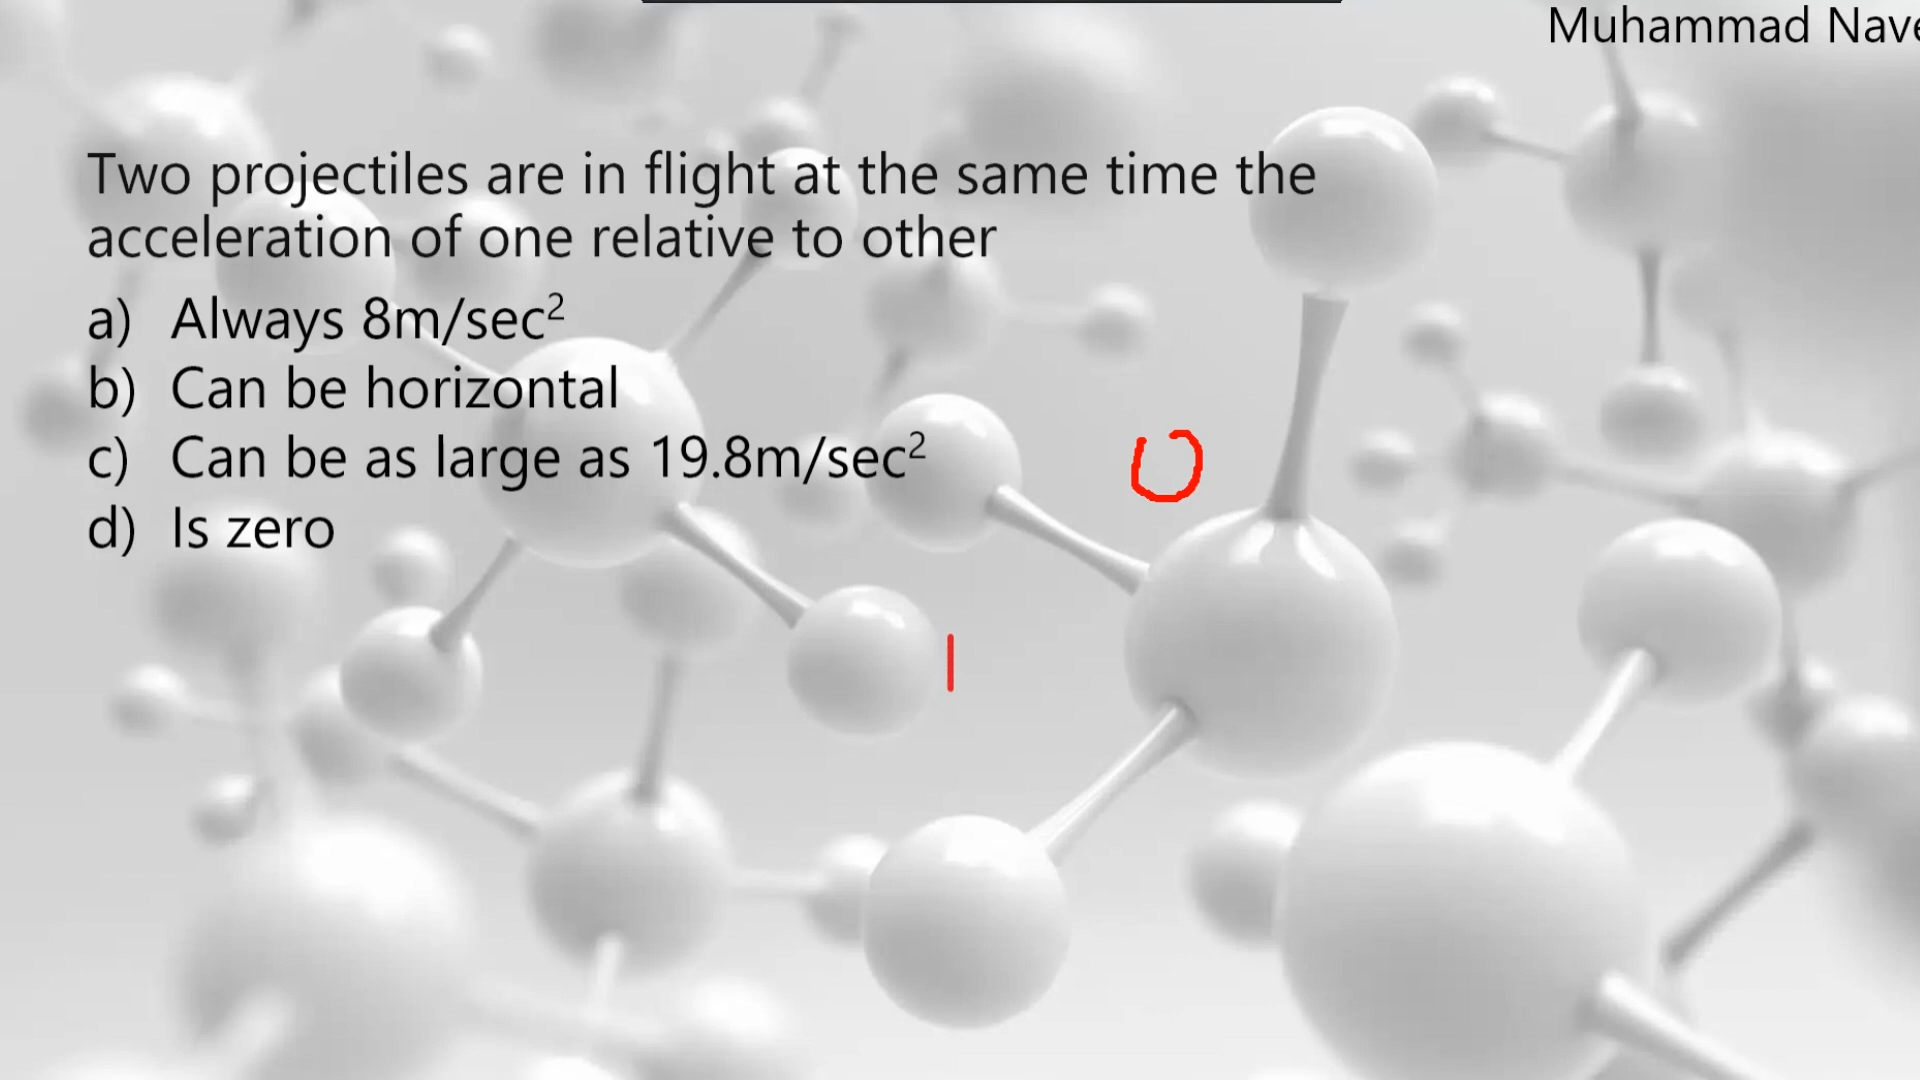 Muhammad
Two projectiles are in flight at the same time the
acceleration of one relative to other
a) Always 8m/sec²
b) Can be horizontal
c) Can be as large as 19.8m/sec²
d) Is zero